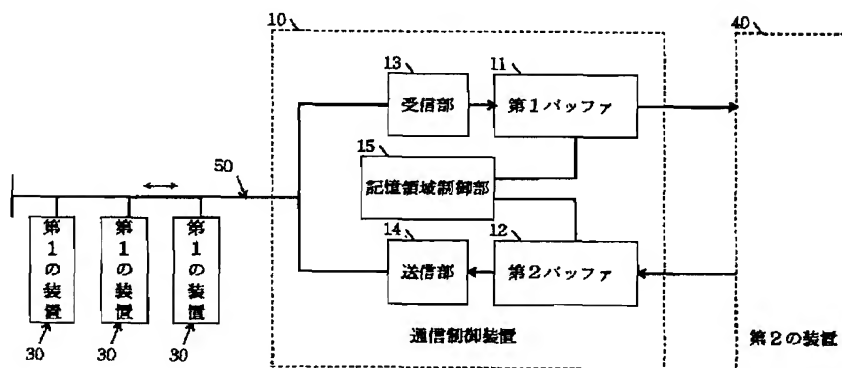 10
40
13
11
受信部
第1バッファ
15
50
記憶領域制御部
14
12
送信部
第2バッファ
第1の装置
第1の装置
第1の装置
30
30
30
通信制御装置
第2の装置